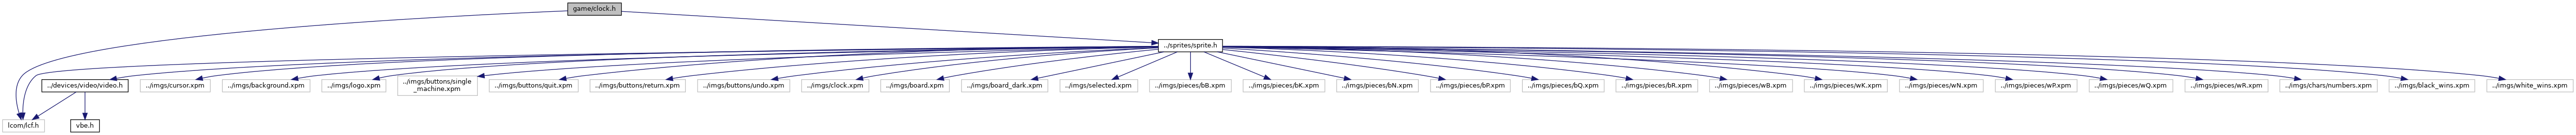 game/clock.h
../sprites/sprite.h
../devices/video/video.h
../imgs/cursor.xpm
../imgs/background.xpm
../imgs/logo.xpm
../imgs/buttons/single
_machine.xpm
../imgs/buttons/quit.xpm
../imgs/buttons/return.xpm
../imgs/buttons/undo.xpm
../imgs/clock.xpm
../imgs/board.xpm
../imgs/board_dark.xpm
../imgs/selected.xpm
../imgs/pieces/bB.xpm
../imgs/pieces/bK.xpm
../imgs/pieces/bN.xpm
../imgs/pieces/bP.xpm
../imgs/pieces/bQ.xpm
../imgs/pieces/bR.xpm
../imgs/pieces/wB.xpm
../imgs/pieces/wK.xpm
../imgs/pieces/wN.xpm
../imgs/pieces/wP.xpm
../imgs/pieces/wQ.xpm
../imgs/pieces/wR.xpm
../imgs/chars/numbers.xpm
../imgs/black_wins.xpm
../imgs/white_wins.xpm
lcom/lcf.h
vbe.h